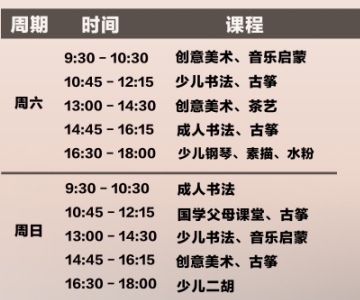 周期 时间 课程
9:30 - 10:30 创意美术、音乐启蒙
10:45 - 12:15 少儿书法、古筝
周六 13:00 - 14:30 创意美术、茶艺
14:45 - 16:15 成人书法、古筝
16:30 - 18:00 少儿钢琴、素描、水粉
9:30 - 10:30 成人书法
10:45 - 12:15 国学父母课堂、古筝
周日 13:00 - 14:30 少儿书法、音乐启蒙
14:45 - 16:15 创意美术、古筝
16:30 - 18:00 少儿二胡